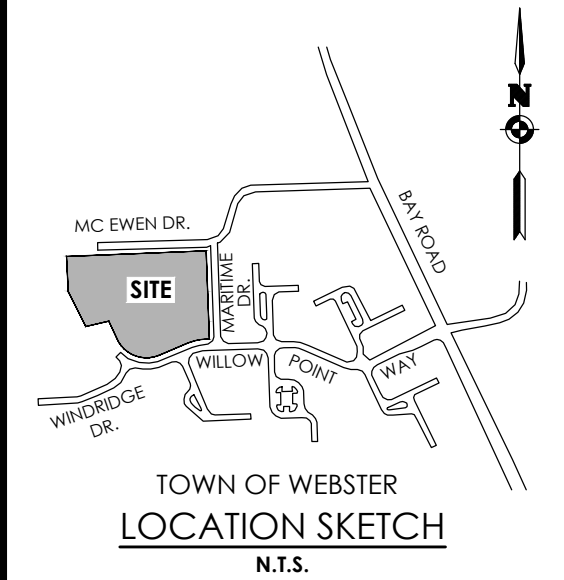 N
BAY ROAD
MC EWEN DR.
SITE
MARITIME
DR.
WILLOW POINT WAY
WINDRIDGE
DR.
TOWN OF WEBSTER
LOCATION SKETCH
N.T.S.